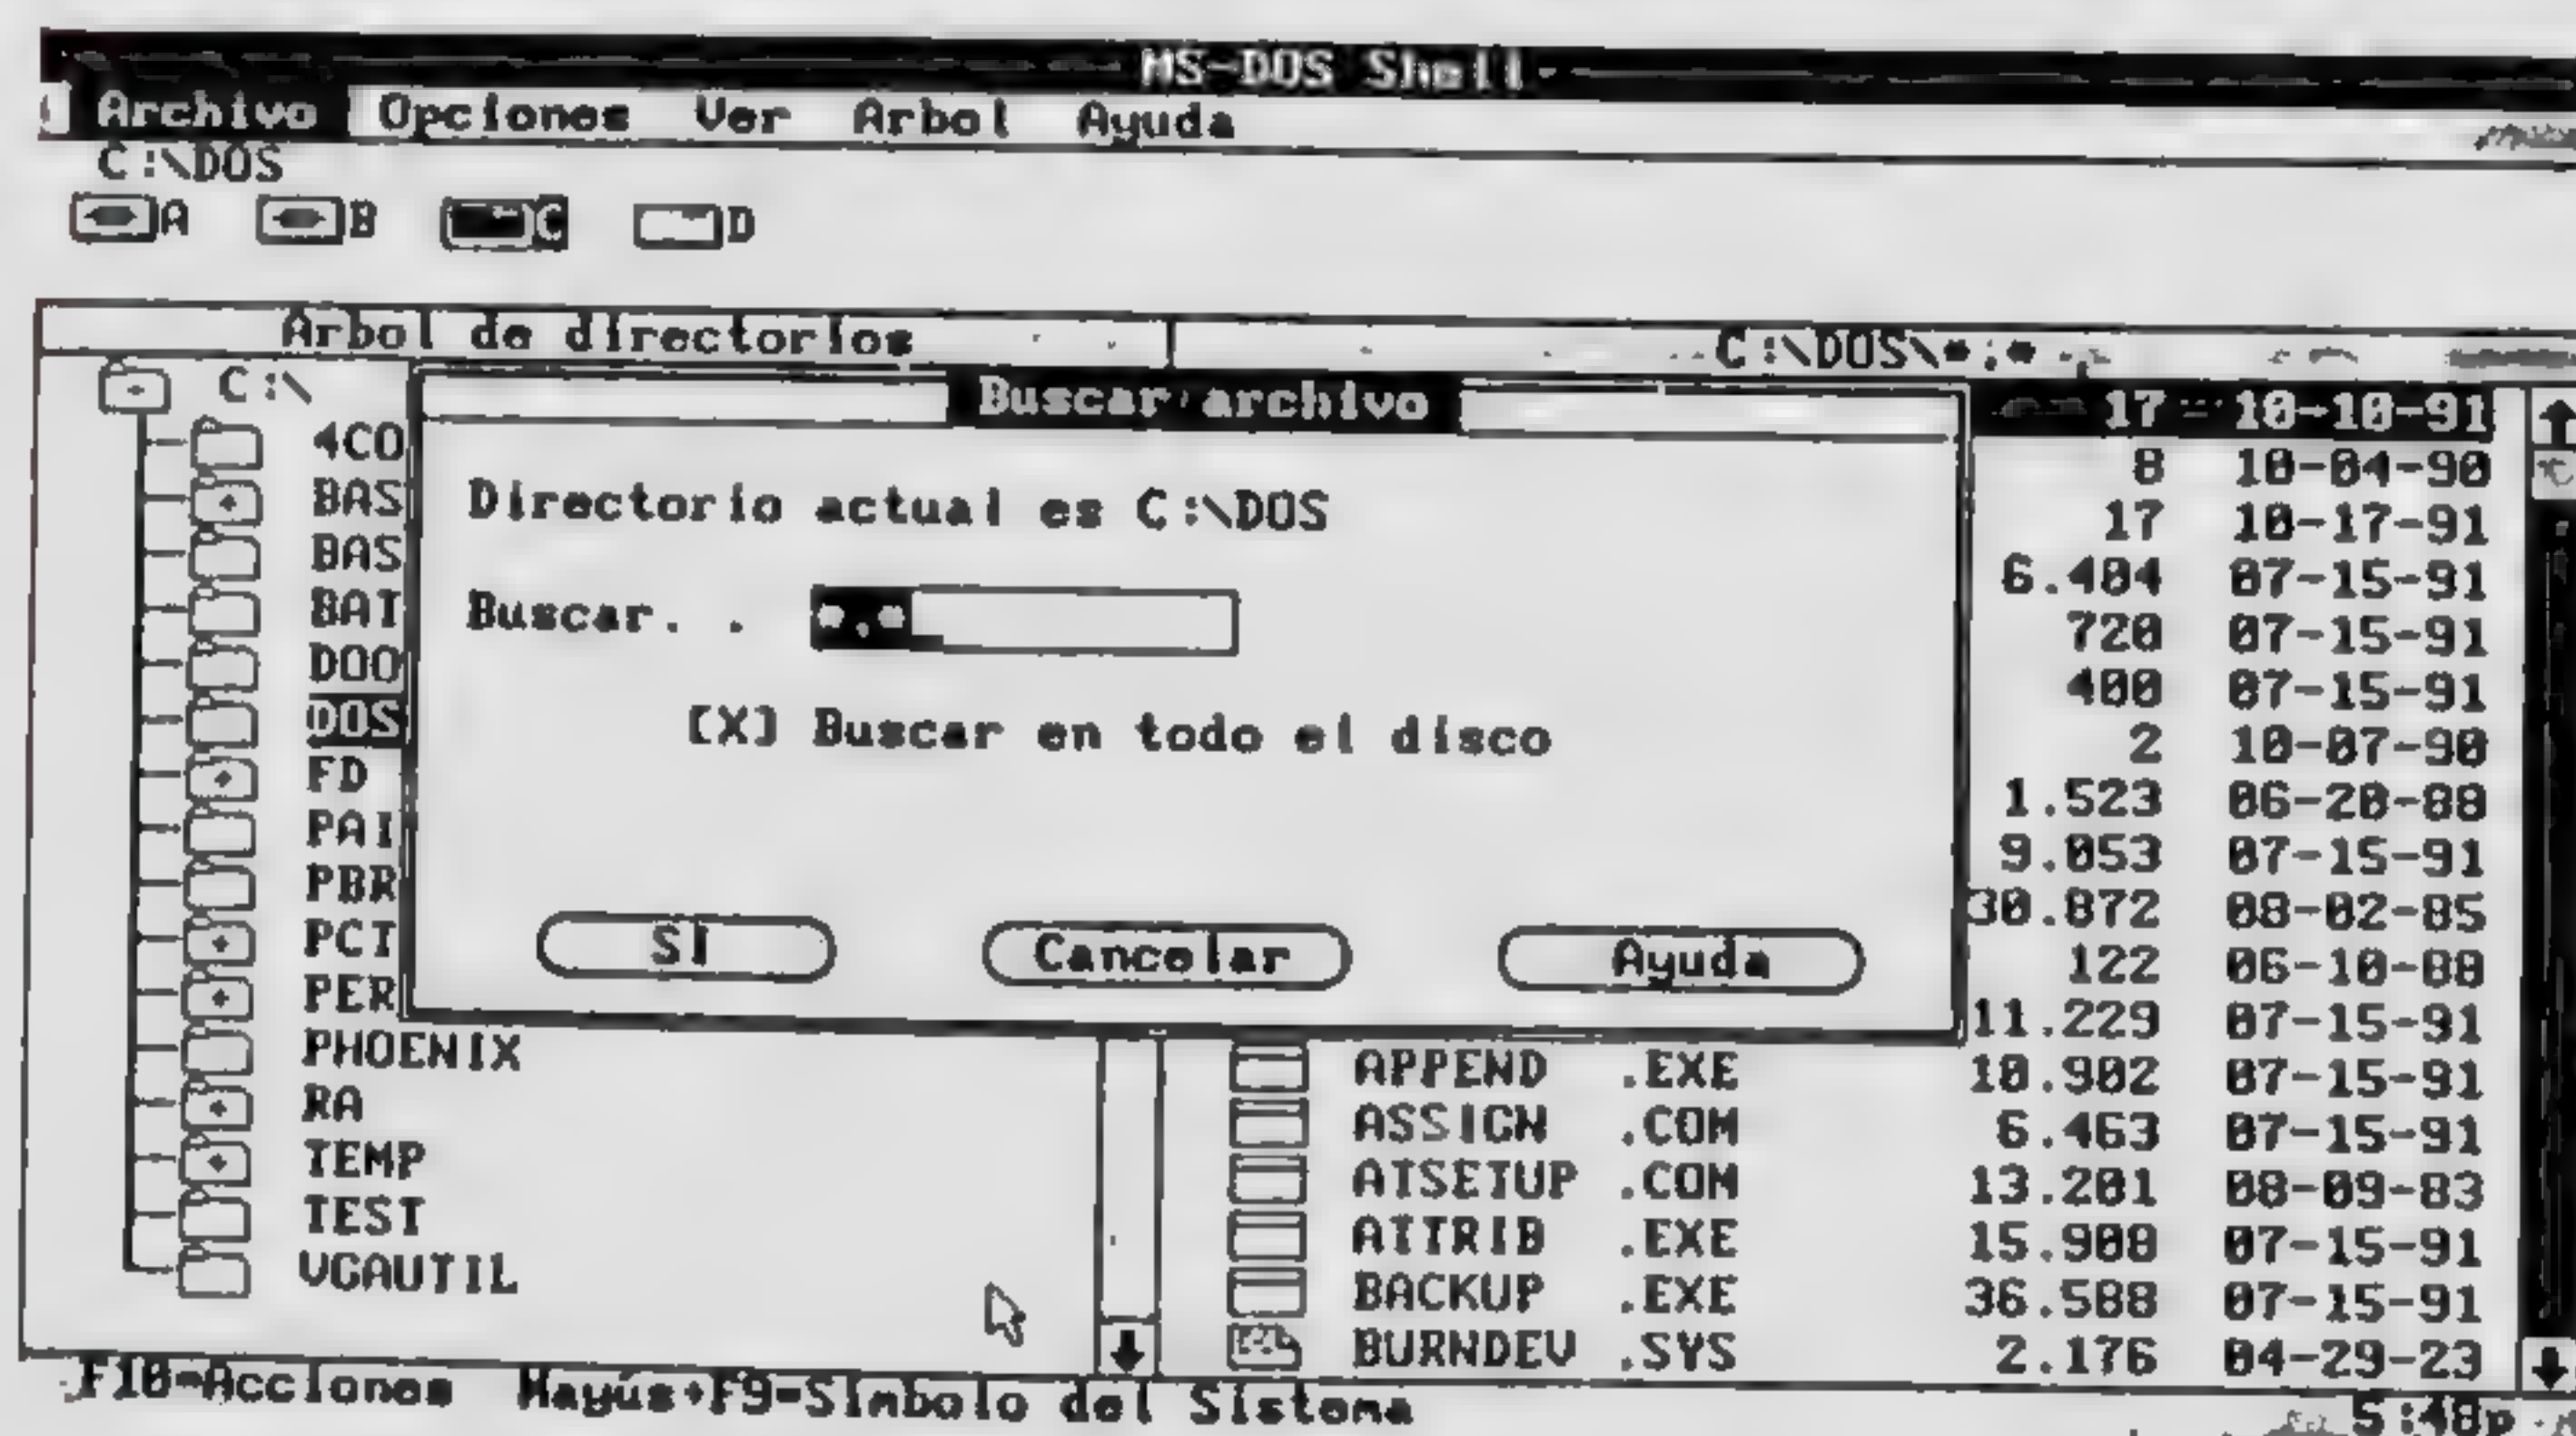 MS-DOS Shell
Archivo Opciones Ver Arbol Ayuda
C:\DOS
A B C D
Arbol de directorios C:\DOS\*.*
C:\ Buscar archivo 17 10-10-91
4CO 8 10-04-90
BAS Directorio actual es C:\DOS 17 10-17-91
BAS 6.404 07-15-91
BAT Buscar. . *.* 720 07-15-91
DOO 400 07-15-91
DOS [X] Buscar en todo el disco 2 10-07-90
FD 1.523 06-20-88
PAI 9.053 07-15-91
PBR 30.872 08-02-85
PCT Sí Cancelar Ayuda 122 06-10-88
PER 11.229 07-15-91
PHOENIX APPEND .EXE 10.902 07-15-91
RA ASSIGN .COM 6.463 07-15-91
TEMP ATSETUP .COM 13.201 08-09-83
TEST ATTRIB .EXE 15.908 07-15-91
VGAUTIL BACKUP .EXE 36.588 07-15-91
BURNDEV .SYS 2.176 04-29-23
F10=Acciones Mayús+F9=Símbolo del Sistema 5:48p